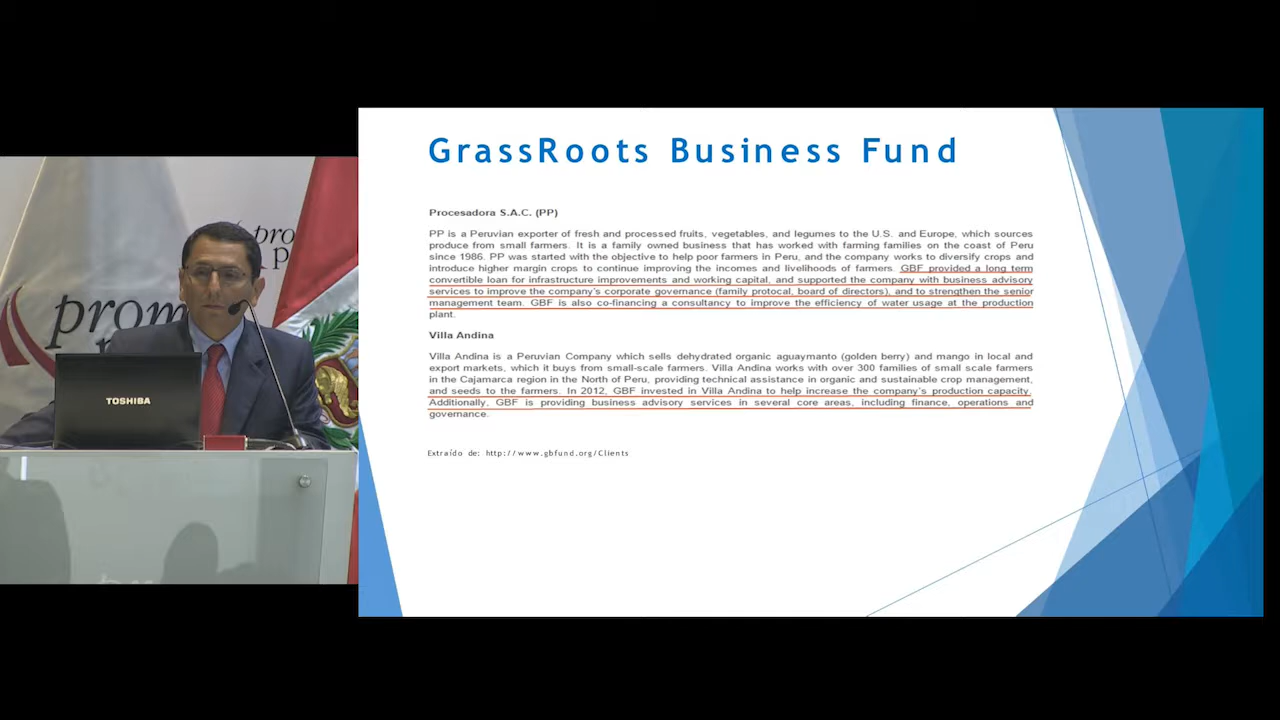 GrassRoots Business Fund
Procesadora S.A.C. (PP)
PP is a Peruvian exporter of fresh and processed fruits, vegetables, and legumes to the U.S. and Europe, which sources
produce from small farmers. It is a family owned business that has worked with farming families on the coast of Peru
since 1986. PP was started with the objective to help poor farmers in Peru, and the company works to diversify crops and
introduce higher margin crops to continue improving the incomes and livelihoods of farmers. GBF provided a long term
convertible loan for infrastructure improvements and working capital, and supported the company with business advisory
services to improve the company's corporate governance (family protocal, board of directors), and to strengthen the senior
management team. GBF is also co-financing a consultancy to improve the efficiency of water usage at the production
plant.
Villa Andina
Villa Andina is a Peruvian Company which sells dehydrated organic aguaymanto (golden berry) and mango in local and
export markets, which it buys from small-scale farmers. Villa Andina works with over 300 families of small scale farmers
in the Cajamarca region in the North of Peru, providing technical assistance in organic and sustainable crop management,
and seeds to the farmers. In 2012, GBF invested in Villa Andina to help increase the company's production capacity.
Additionally, GBF is providing business advisory services in several core areas, including finance, operations and
governance.
Extraído de: http://www.gbfund.org/Clients
pro
p
prom
TOSHIBA